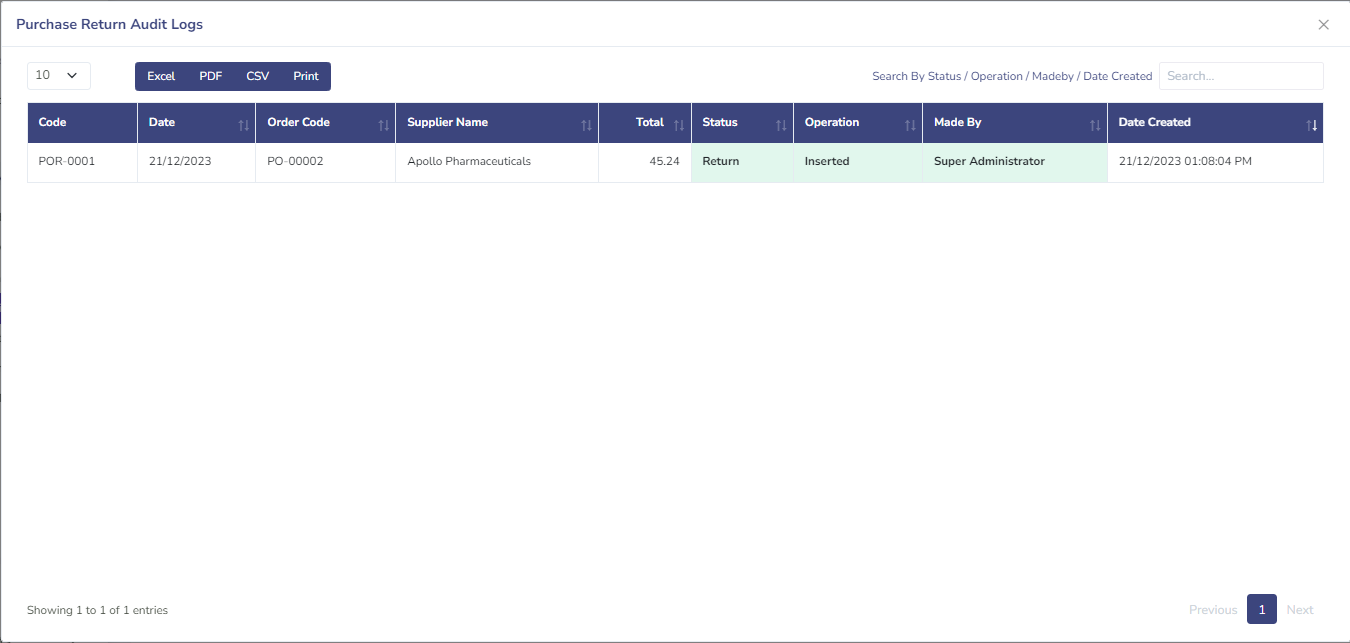 Purchase Return Audit Logs
10 Excel PDF CSV Print Search By Status / Operation / Madeby / Date Created Search...
Code Date Order Code Supplier Name Total Status Operation Made By Date Created
POR-0001 21/12/2023 PO-00002 Apollo Pharmaceuticals 45.24 Return Inserted Super Administrator 21/12/2023 01:08:04 PM
Showing 1 to 1 of 1 entries Previous 1 Next